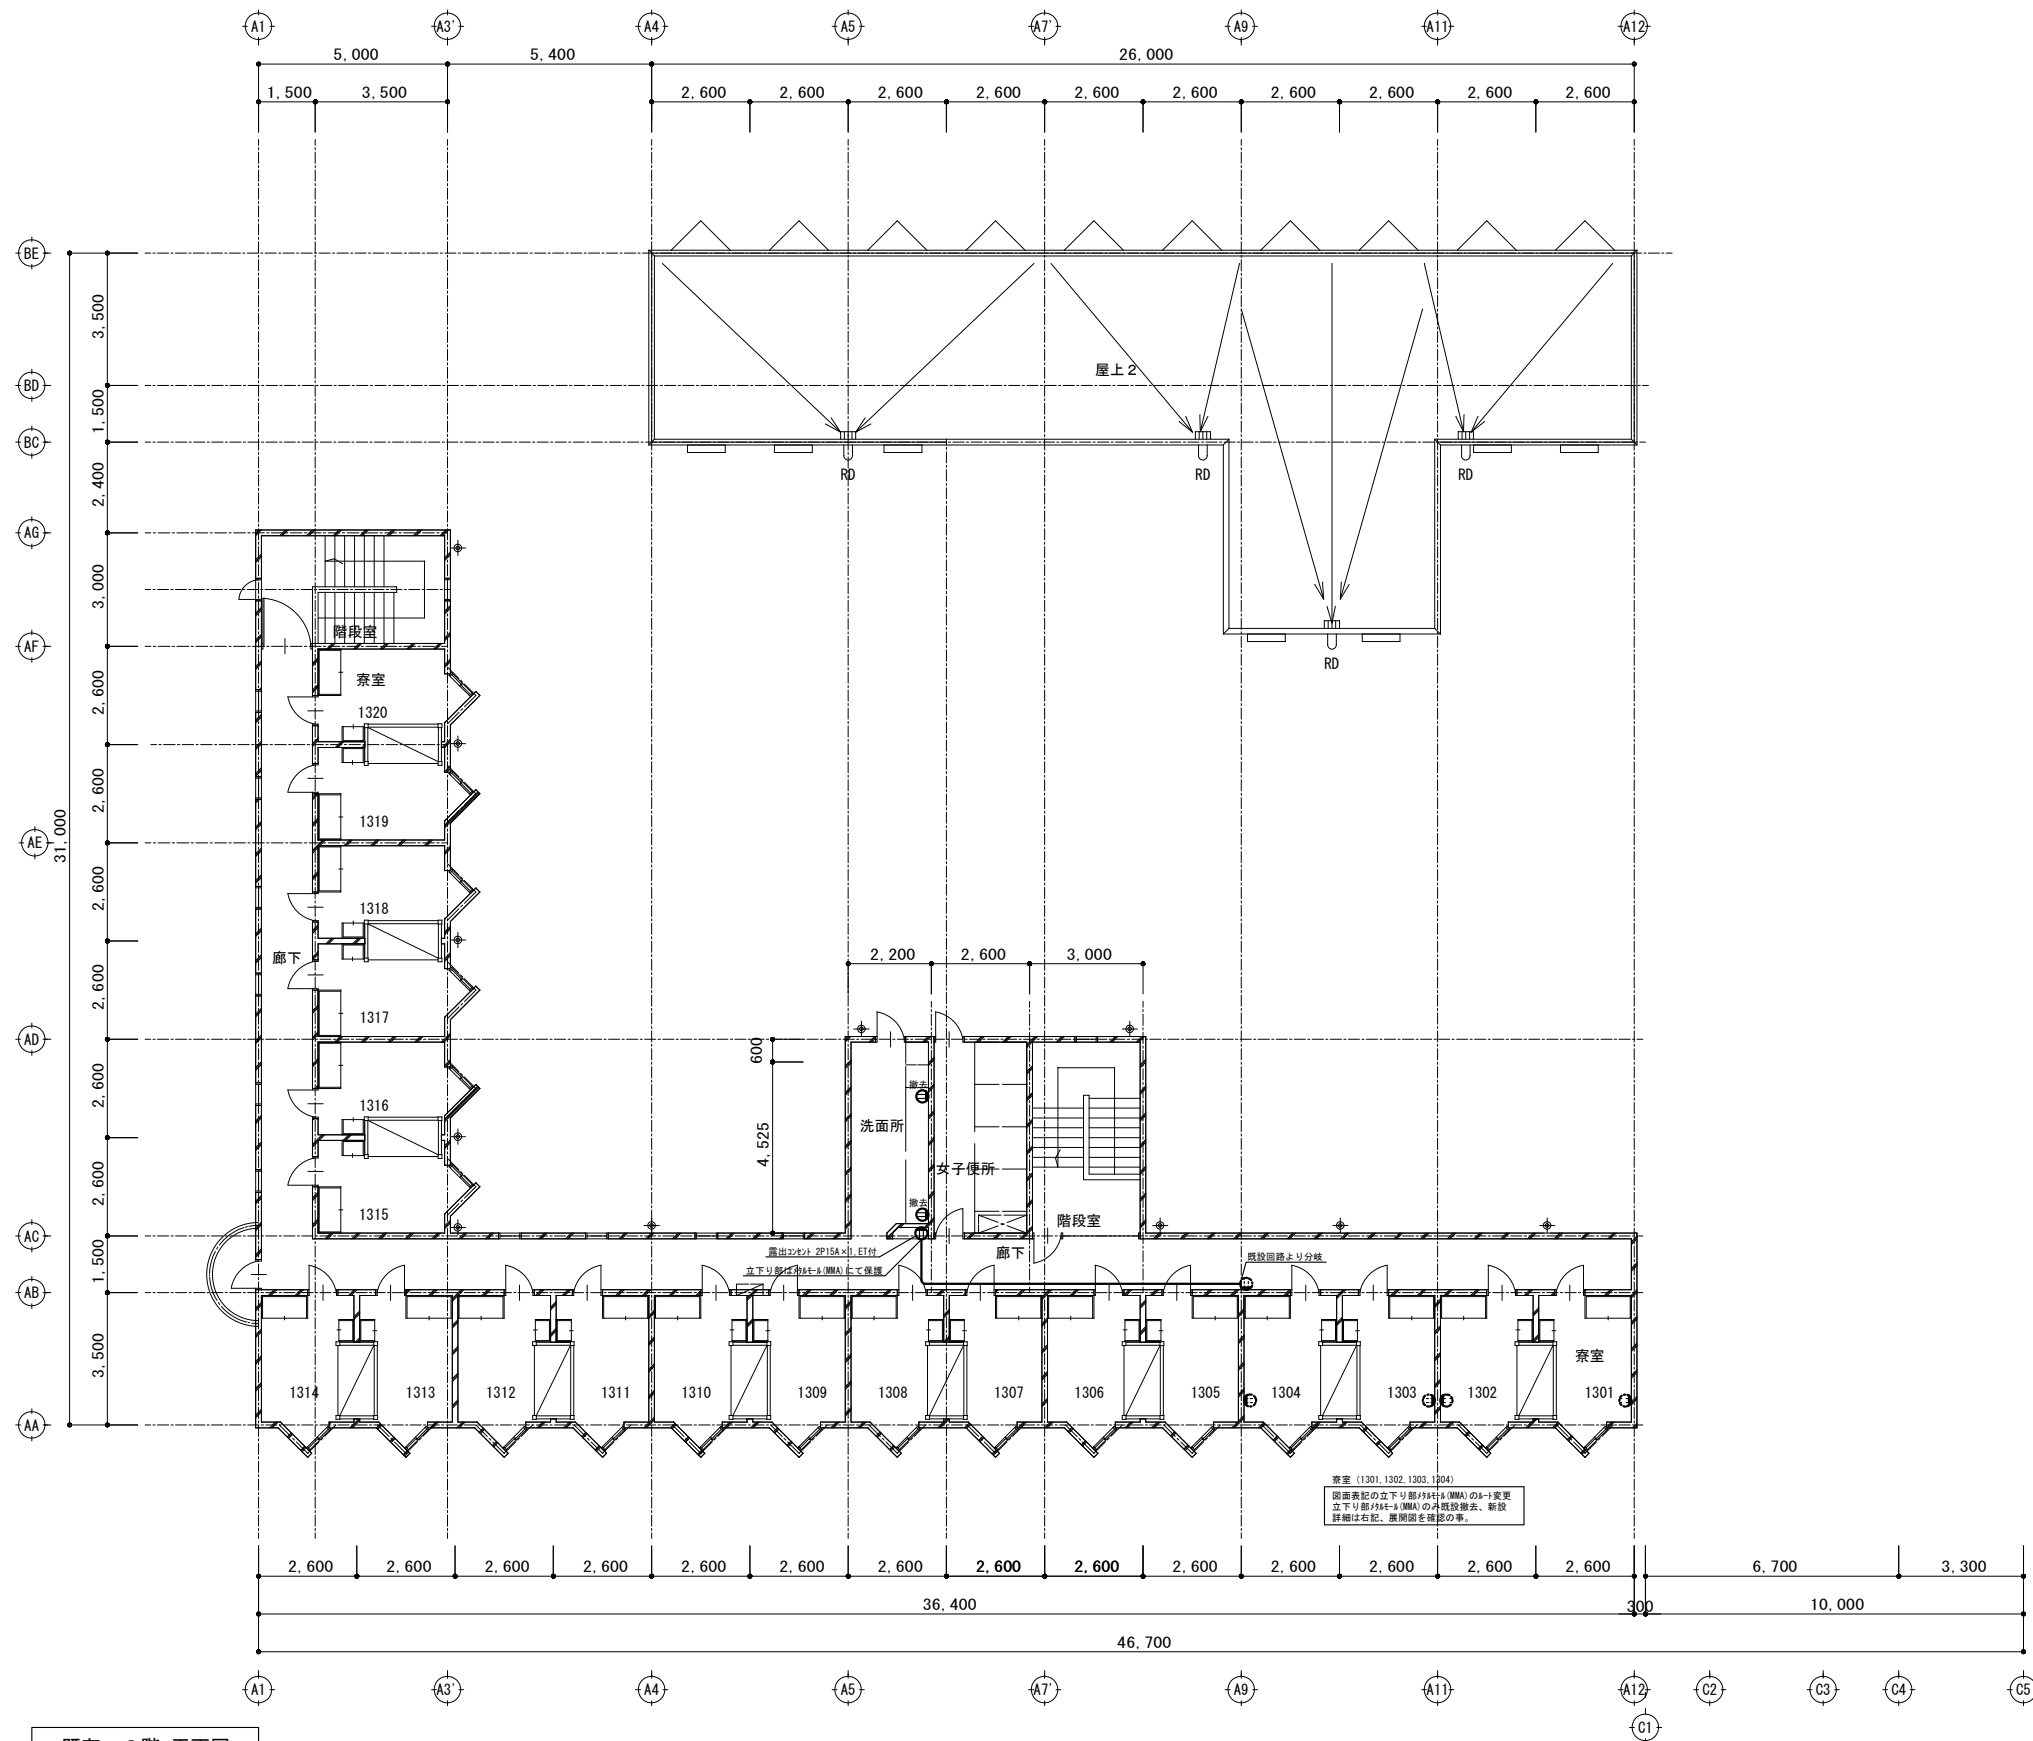 A1 A3' A4 A5 A7' A9 A11 A12
5,000 5,400 26,000
1,500 3,500 2,600 2,600 2,600 2,600 2,600 2,600 2,600 2,600 2,600 2,600
BE
3,500
屋上2
BD
1,500
BC
RD RD RD
2,400
AG
3,000
階段室
AF
RD
寮室
2,600
1320
2,600
1319
31,000
AE
2,600
1318
廊下
2,200 2,600 3,000
2,600
1317
AD
600
撤去
2,600
1316
洗面所
4,525
女子便所
2,600
撤去
1315
階段室
AC
廊下
露出コンセント 2P15A×1,ET付
既設回路より分岐
立下り部はメタルモール(MMA)にて保護
1,500
AB
3,500
寮室
1314 1313 1312 1311 1310 1309 1308 1307 1306 1305 1304 1303 1302 1301
AA
寮室 (1301,1302,1303,1304)
図面表記の立下り部メタルモール(MMA)のルート変更
立下り部メタルモール(MMA)のみ既設撤去、新設
詳細は右記、展開図を確認の事。
2,600 2,600 2,600 2,600 2,600 2,600 2,600 2,600 2,600 2,600 2,600 2,600 2,600 2,600 6,700 3,300
36,400 300 10,000
46,700
A1 A3' A4 A5 A7' A9 A11 A12 C2 C3 C4 C5
C1